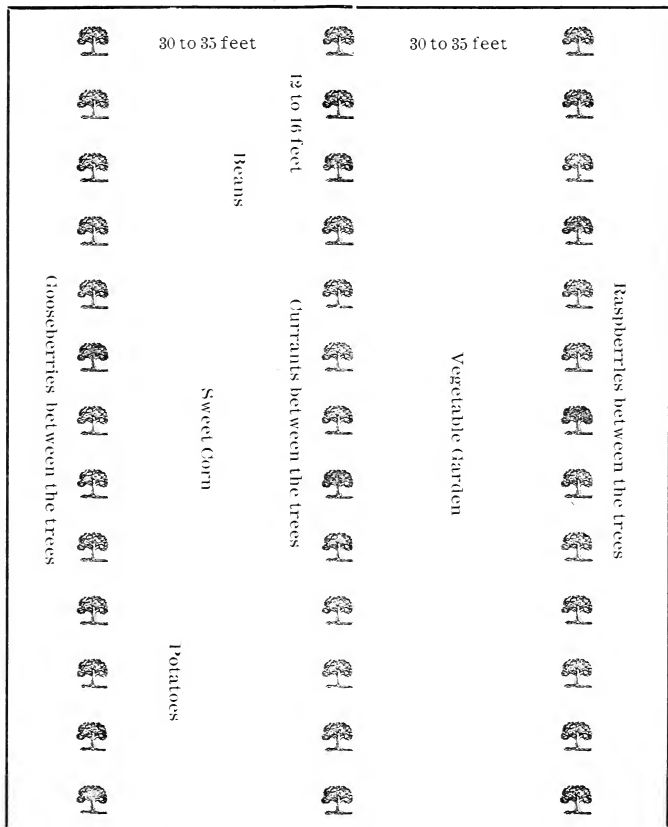 30 to 35 feet
30 to 35 feet
12 to 16 feet
Beans
Gooseberries between the trees
Sweet Corn
Currants between the trees
Vegetable Garden
Raspberries between the trees
Potatoes